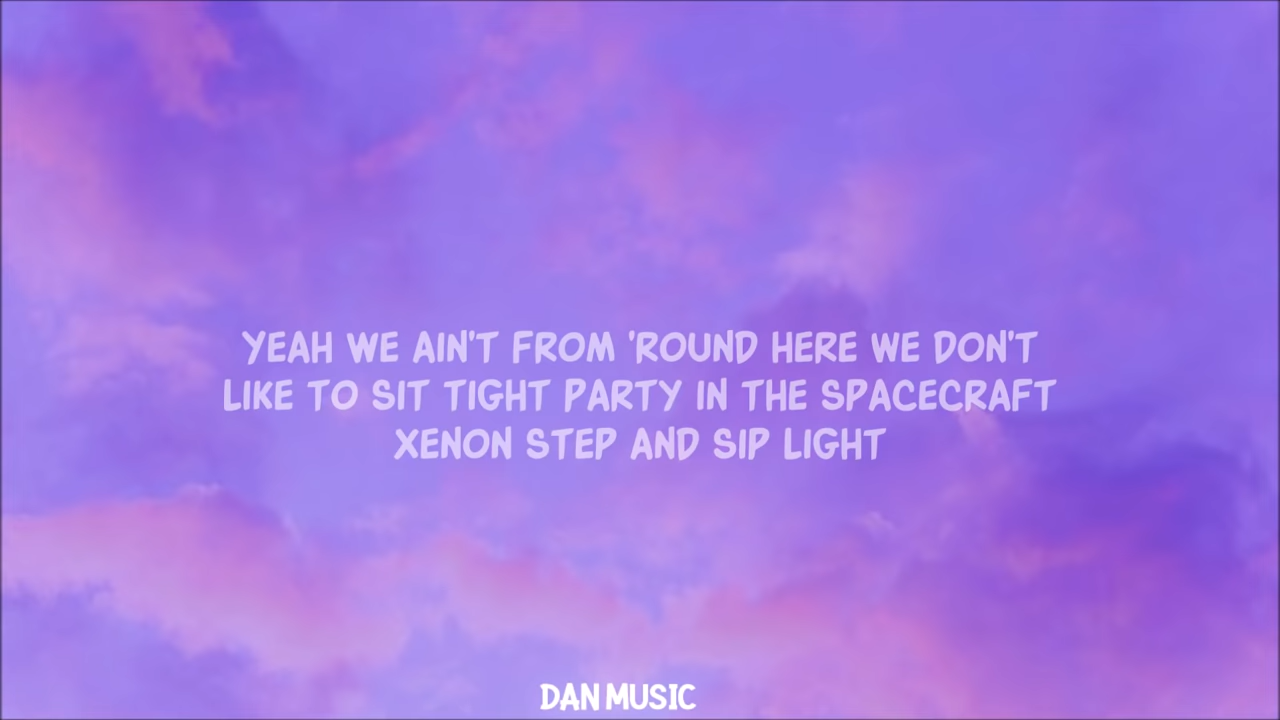 YEAH WE AIN'T FROM 'ROUND HERE WE DON'T
LIKE TO SIT TIGHT PARTY IN THE SPACECRAFT
XENON STEP AND SIP LIGHT
DAN MUSIC